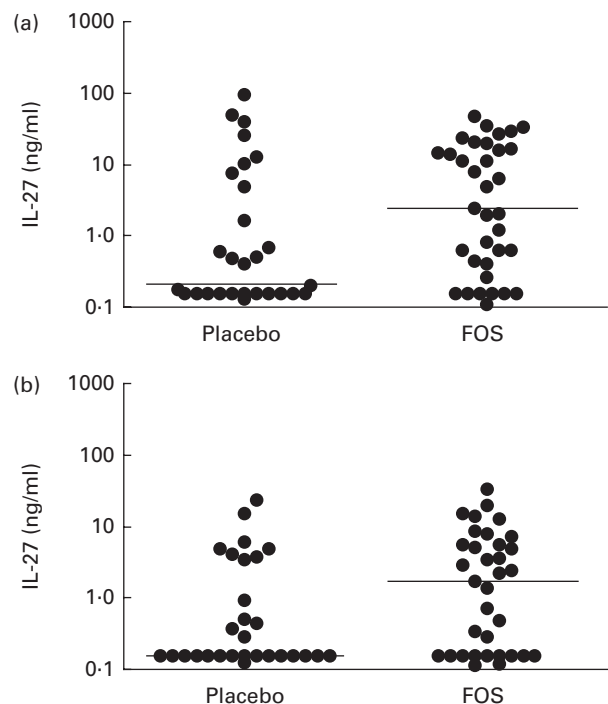 (a)
1000
100
10
1·0
0·1
IL-27 (ng/ml)
Placebo
FOS
(b)
1000
100
10
1·0
0·1
IL-27 (ng/ml)
Placebo
FOS